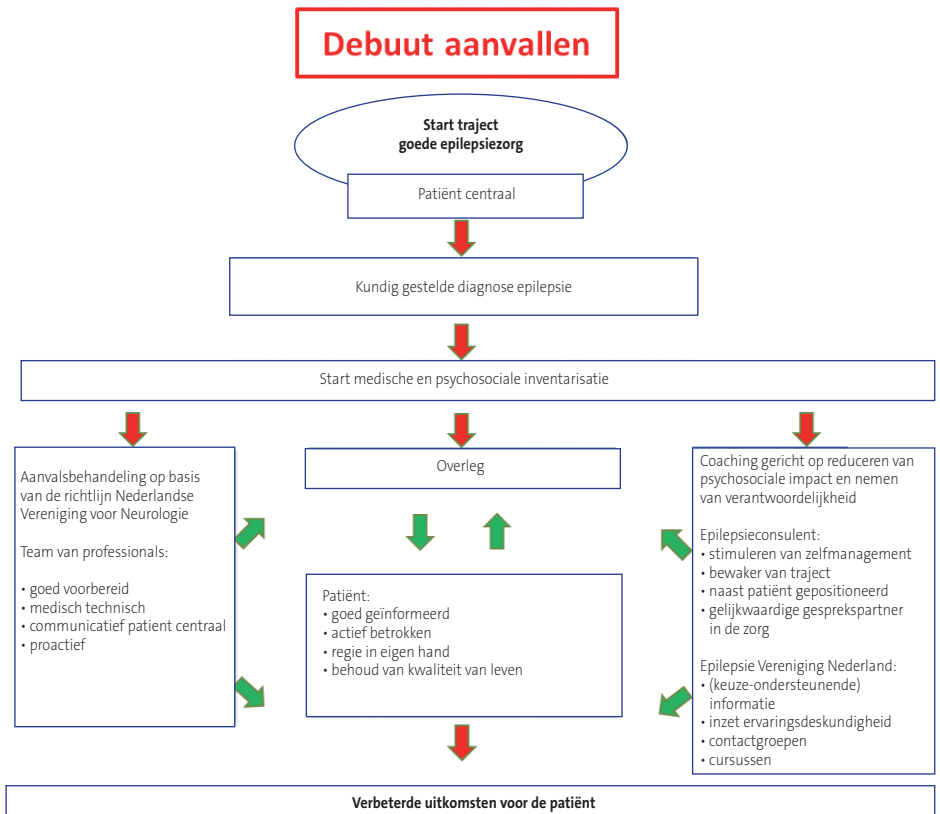 Debuut aanvallen
Start traject
goede epilepsiezorg
Patiënt centraal
Kundig gestelde diagnose epilepsie
Start medische en psychosociale inventarisatie
Aanvalsbehandeling op basis
van de richtlijn Nederlandse
Vereniging voor Neurologie
Team van professionals:
• goed voorbereid
• medisch technisch
• communicatief patient centraal
• proactief
Overleg
Patiënt:
• goed geïnformeerd
• actief betrokken
• regie in eigen hand
• behoud van kwaliteit van leven
Coaching gericht op reduceren van
psychosociale impact en nemen
van verantwoordelijkheid
Epilepsieconsulent:
• stimuleren van zelfmanagement
• bewaker van traject
• naast patiënt gepositioneerd
• gelijkwaardige gesprekspartner
in de zorg
Epilepsie Vereniging Nederland:
• (keuze-ondersteunende)
informatie
• inzet ervaringsdeskundigheid
• contactgroepen
• cursussen
Verbeterde uitkomsten voor de patiënt